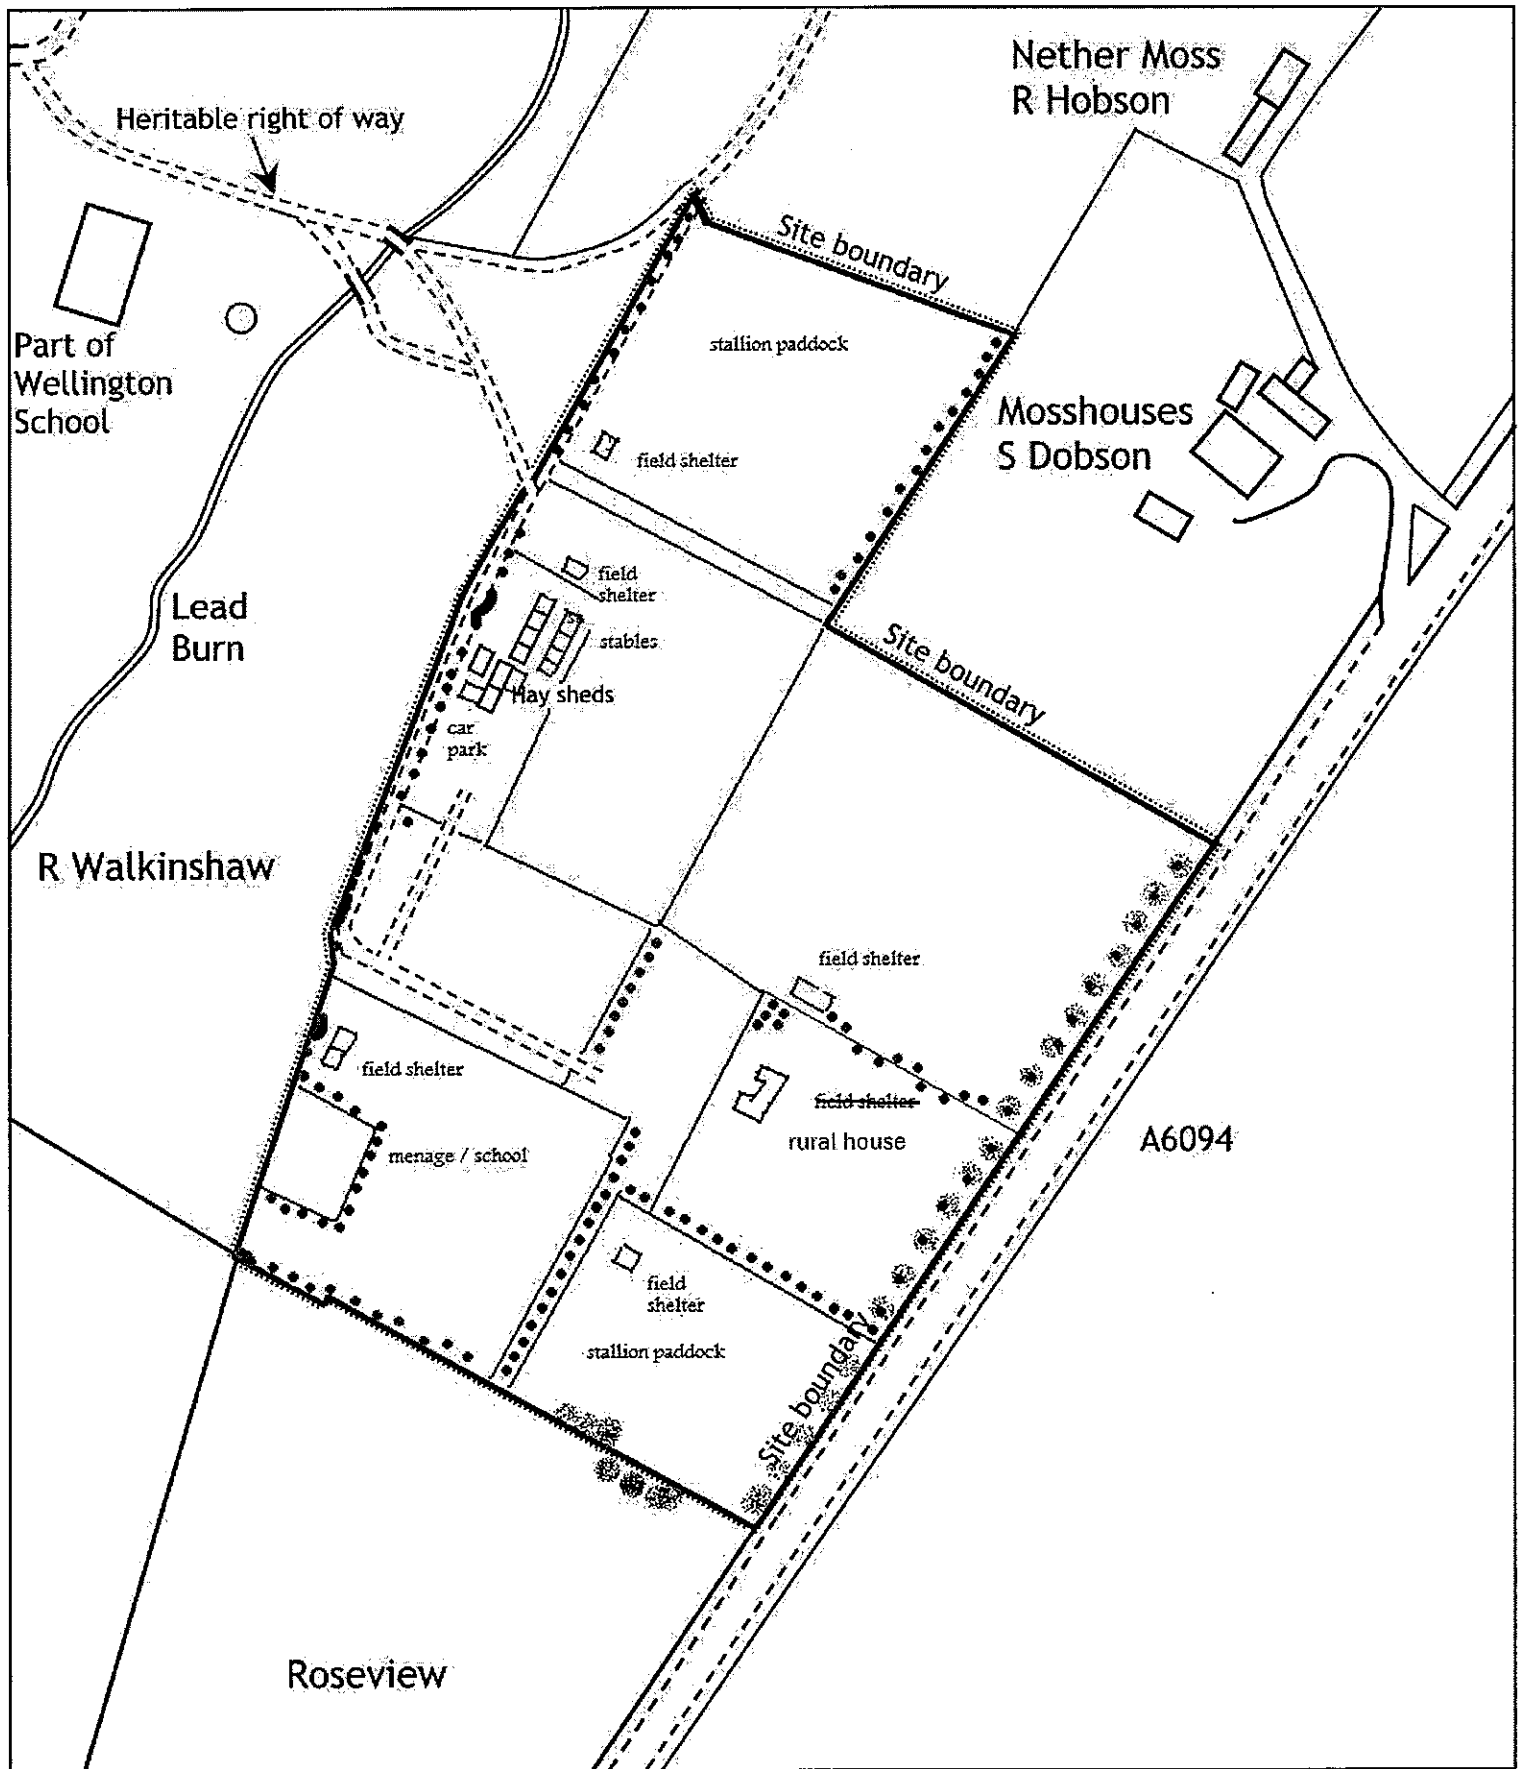 Nether Moss
R Hobson
Heritable right of way
Site boundary
Part of
Wellington
School
stallion paddock
Mosshouses
S Dobson
field shelter
field
shelter
Lead
Burn
stables
Site boundary
Hay sheds
car
park
R Walkinshaw
field shelter
field shelter
field shelter
rural house
A6094
menage / school
field
shelter
stallion paddock
Site boundary
Roseview